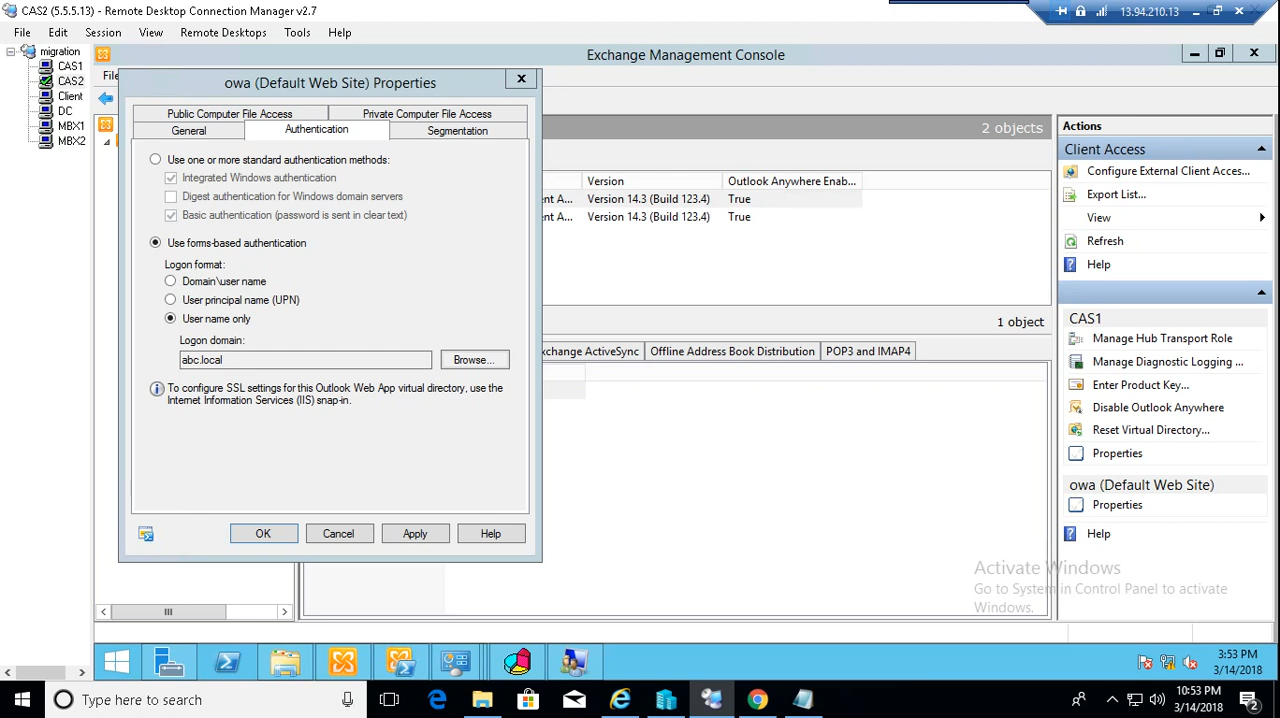 CAS2 (5.5.5.13) - Remote Desktop Connection Manager v2.7
13.94.210.13
File Edit Session View Remote Desktops Tools Help
migration
CAS1
CAS2
Client
DC
MBX1
MBX2
Exchange Management Console
File
owa (Default Web Site) Properties
Public Computer File Access
Private Computer File Access
General
Authentication
Segmentation
Use one or more standard authentication methods:
Integrated Windows authentication
Digest authentication for Windows domain servers
Basic authentication (password is sent in clear text)
Use forms-based authentication
Logon format:
Domain\user name
User principal name (UPN)
User name only
Logon domain:
abc.local
Browse...
To configure SSL settings for this Outlook Web App virtual directory, use the
Internet Information Services (IIS) snap-in.
OK
Cancel
Apply
Help
2 objects
Version
Outlook Anywhere Enab...
nt A... Version 14.3 (Build 123.4) True
nt A... Version 14.3 (Build 123.4) True
1 object
xchange ActiveSync
Offline Address Book Distribution
POP3 and IMAP4
Actions
Client Access
Configure External Client Acces...
Export List...
View
Refresh
Help
CAS1
Manage Hub Transport Role
Manage Diagnostic Logging ...
Enter Product Key...
Disable Outlook Anywhere
Reset Virtual Directory...
Properties
owa (Default Web Site)
Properties
Help
Activate Windows
Go to System in Control Panel to activate
Windows.
3:53 PM
3/14/2018
Type here to search
10:53 PM
3/14/2018
2